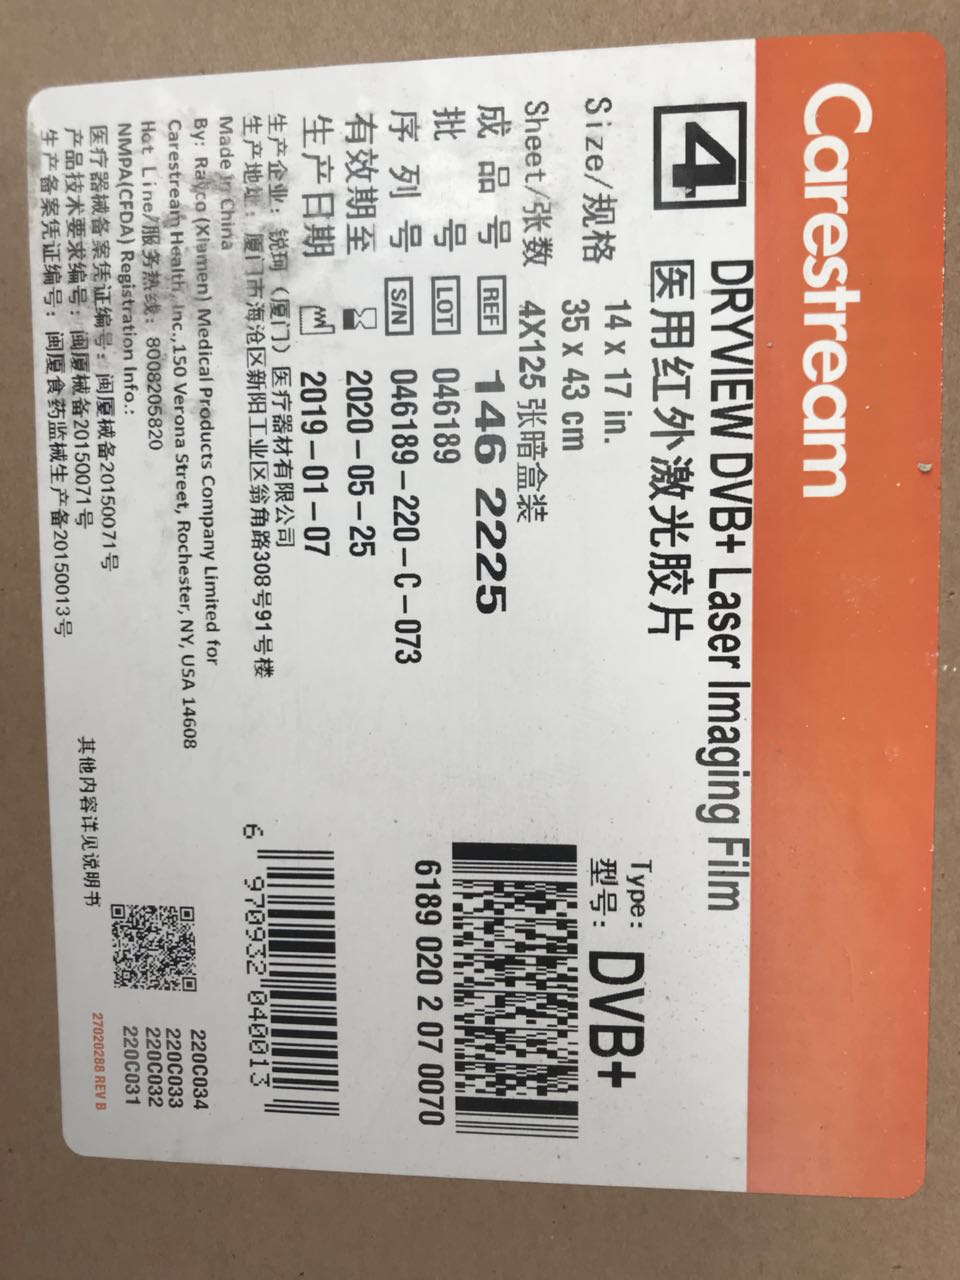 Carestream
4
DRYVIEW DVB+ Laser Imaging Film
医用红外激光胶片
Type:
型号: DVB+
Size/规格 14 x 17 in.
35 x 43 cm
Sheet/张数 4X125 张暗盒装
成品号 REF 146 2225
批号 LOT 046189
序列号 S/N 046189-220-C-073
有效期至 2020-05-25
生产日期 2019-01-07
6189 020 2 07 0070
生产企业: 锐珂（厦门）医疗器材有限公司
生产地址: 厦门市海沧区新阳工业区翁角路308号91号楼
Made in China
By: Rayco (Xiamen) Medical Products Company Limited for
Carestream Health, Inc.,150 Verona Street, Rochester, NY, USA 14608
Hot Line/服务热线: 8008205820
NMPA(CFDA) Registration Info.:
医疗器械备案凭证编号: 闽厦械备20150071号
产品技术要求编号: 闽厦械备20150071号
生产备案凭证编号: 闽厦食药监械生产备20150013号
6 970932 040013
其他内容详见说明书
220C034
220C033
220C032
220C031
27020288 REV B